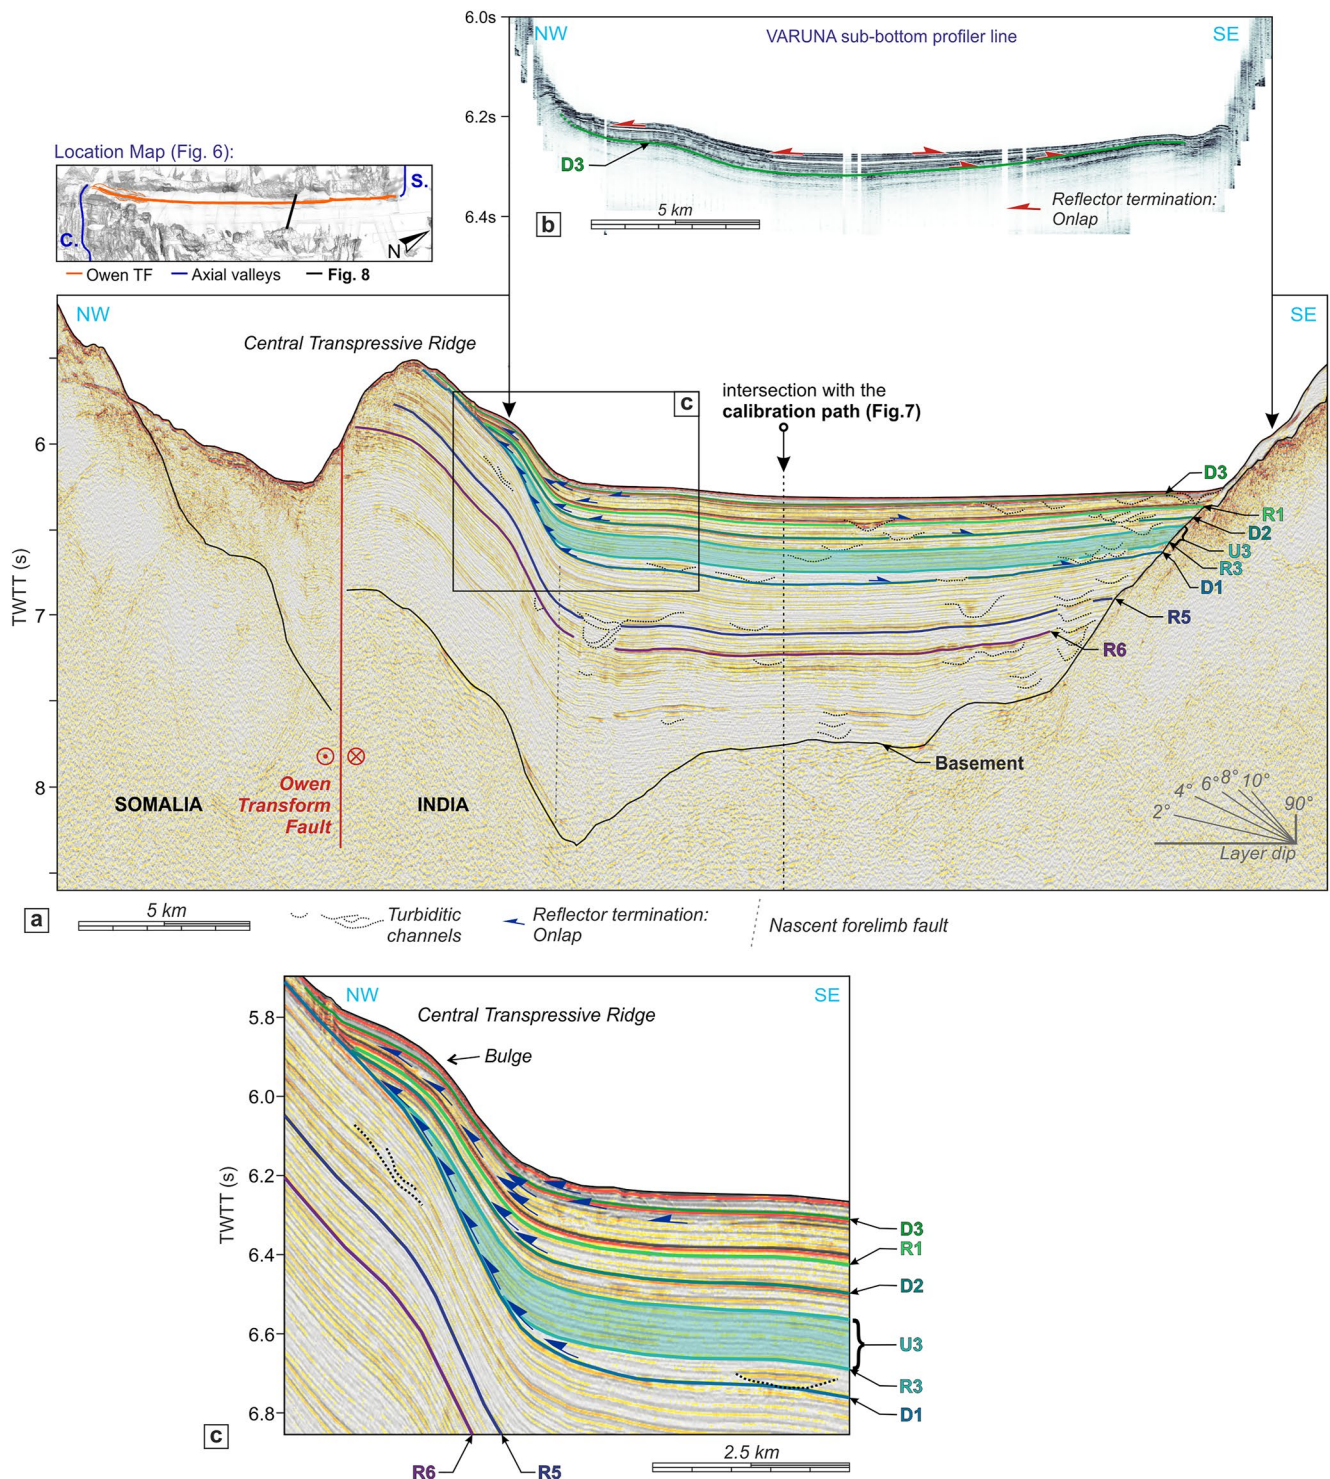 6.0s
NW
VARUNA sub-bottom profiler line
SE
6.2s
D3
6.4s
b
5 km
Reflector termination:
Onlap
Location Map (Fig. 6):
S.
C.
N
Owen TF
Axial valleys
Fig. 8
NW
SE
Central Transpressive Ridge
c
intersection with the
calibration path (Fig.7)
6
7
8
TWTT (s)
D3
R1
D2
U3
R3
D1
R5
R6
Basement
SOMALIA
Owen
Transform
Fault
INDIA
2°
4°
6°
8°
10°
90°
Layer dip
a
5 km
Turbiditic
channels
Reflector termination:
Onlap
Nascent forelimb fault
NW
SE
Central Transpressive Ridge
Bulge
5.8
6.0
6.2
6.4
6.6
6.8
TWTT (s)
D3
R1
D2
U3
R3
D1
c
R6
R5
2.5 km